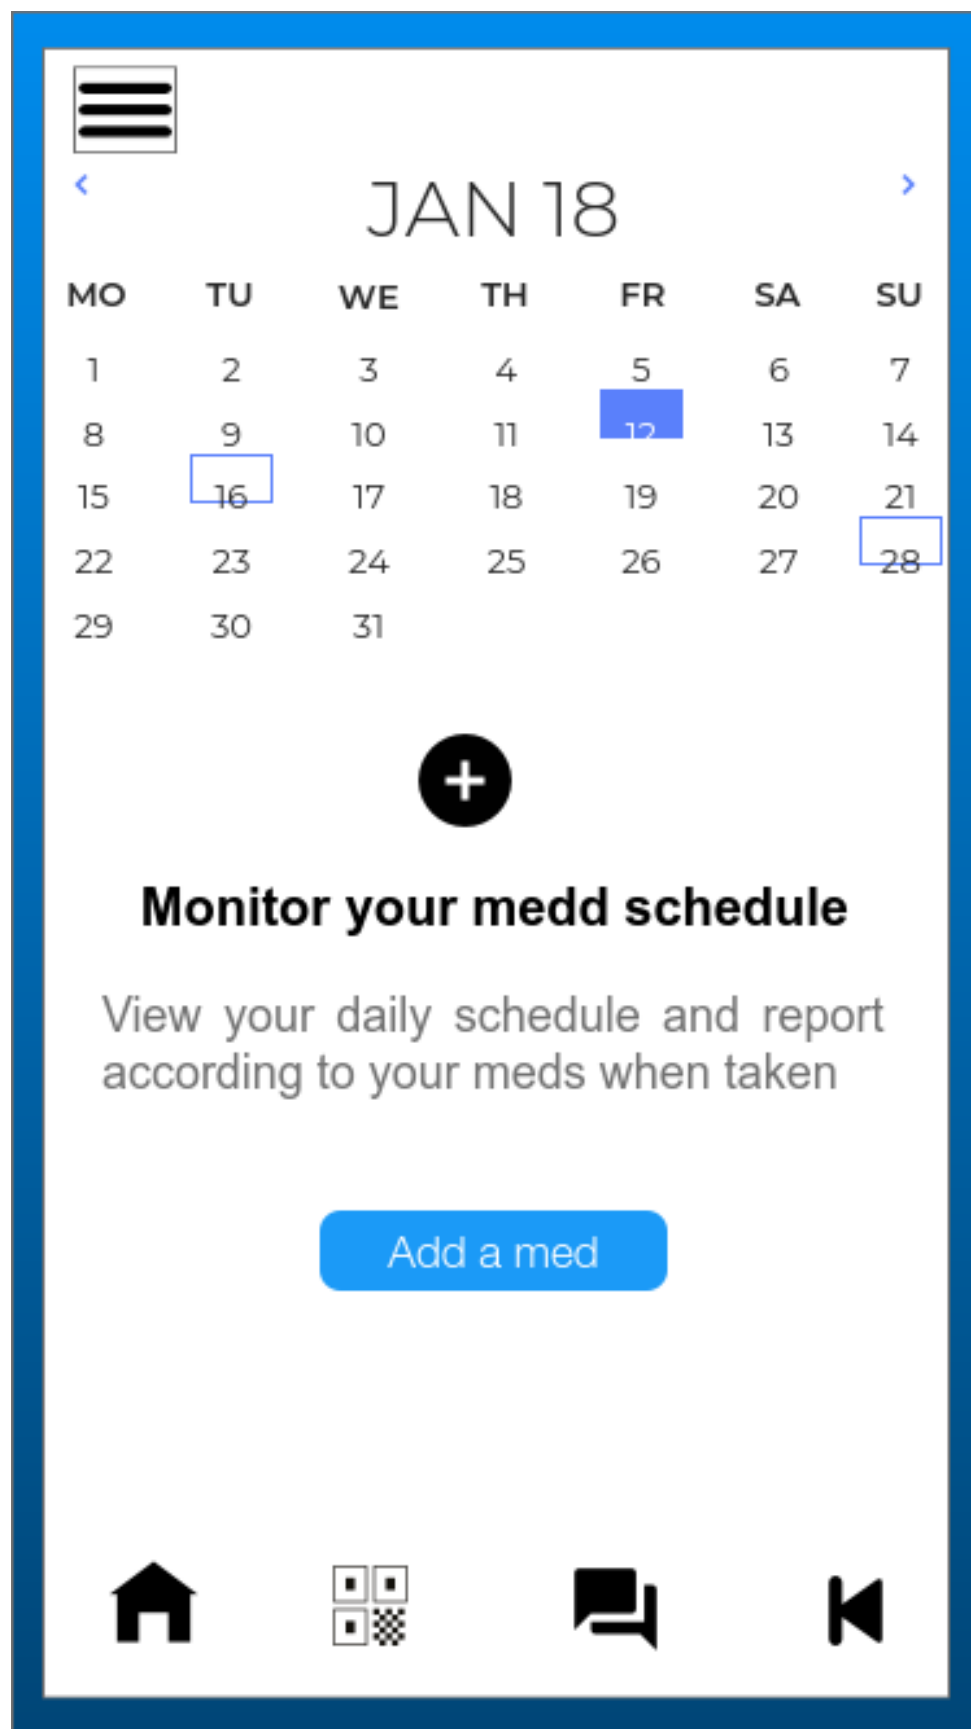 JAN 18
MO TU WE TH FR SA SU
1 2 3 4 5 6 7
8 9 10 11 12 13 14
15 16 17 18 19 20 21
22 23 24 25 26 27 28
29 30 31
Monitor your medd schedule
View your daily schedule and report
according to your meds when taken
Add a med